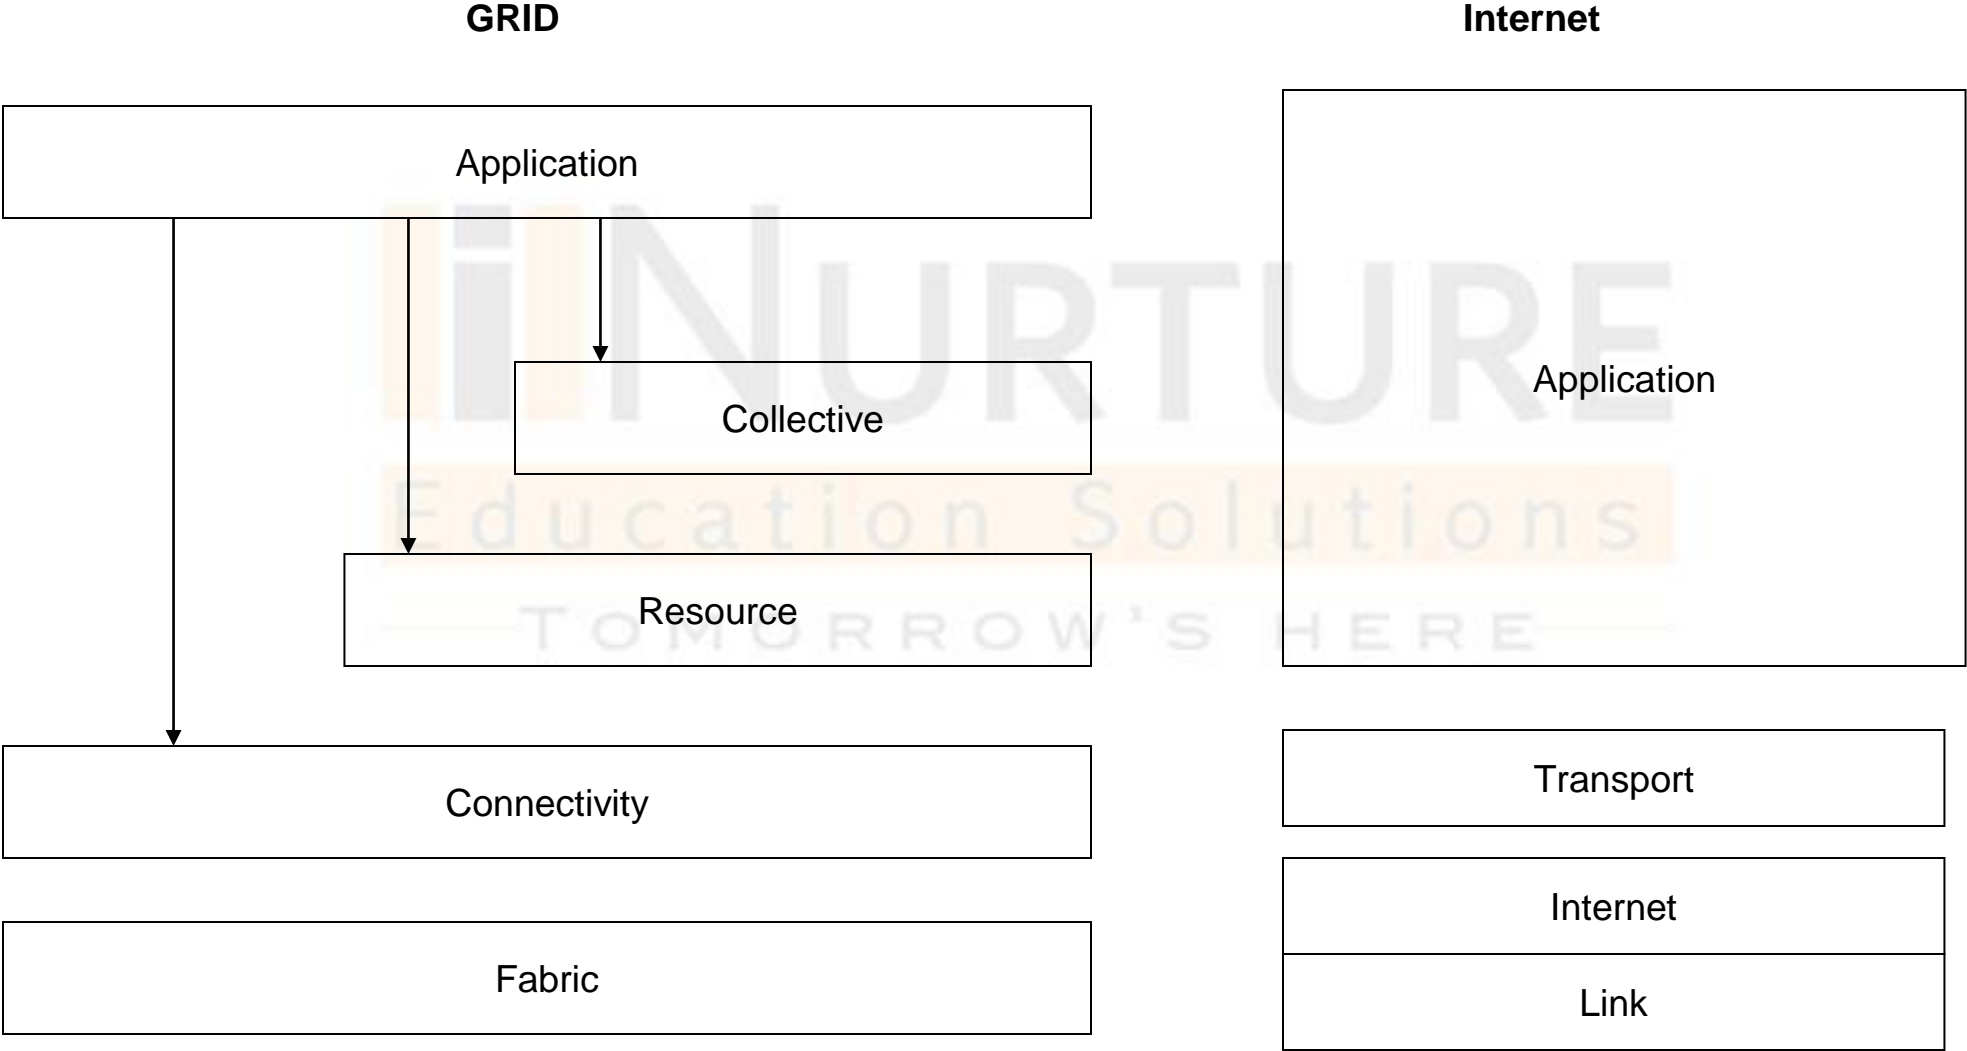 GRID
Internet
Application
Collective
Resource
Connectivity
Fabric
Application
Transport
Internet
Link
iNURTURE
Education Solutions
TOMORROW'S HERE